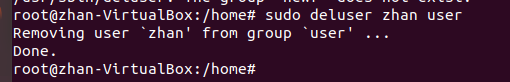 root@zhan-VirtualBox:/home# sudo deluser zhan user
Removing user `zhan' from group `user' ...
Done.
root@zhan-VirtualBox:/home#